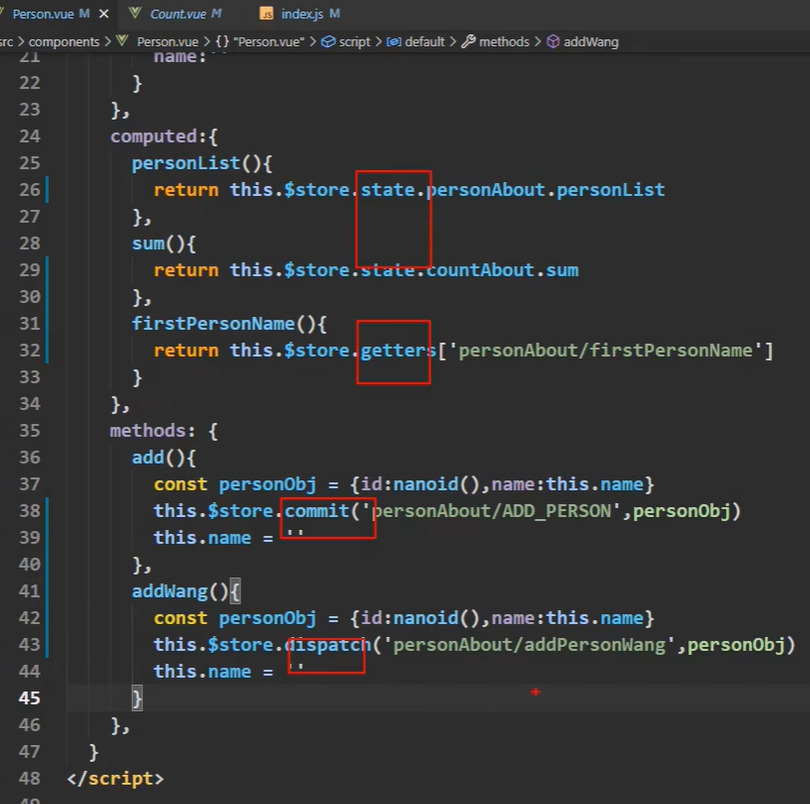 Person.vue M × Count.vue M JS index.js M
src > components > Person.vue > {} "Person.vue" > script > default > methods > addWang
21 name:''
22 }
23 },
24 computed:{
25 personList(){
26 return this.$store.state.personAbout.personList
27 },
28 sum(){
29 return this.$store.state.countAbout.sum
30 },
31 firstPersonName(){
32 return this.$store.getters['personAbout/firstPersonName']
33 }
34 },
35 methods: {
36 add(){
37 const personObj = {id:nanoid(),name:this.name}
38 this.$store.commit('personAbout/ADD_PERSON',personObj)
39 this.name = ''
40 },
41 addWang(){
42 const personObj = {id:nanoid(),name:this.name}
43 this.$store.dispatch('personAbout/addPersonWang',personObj)
44 this.name = ''
45 }
46 },
47 }
48 </script>
49